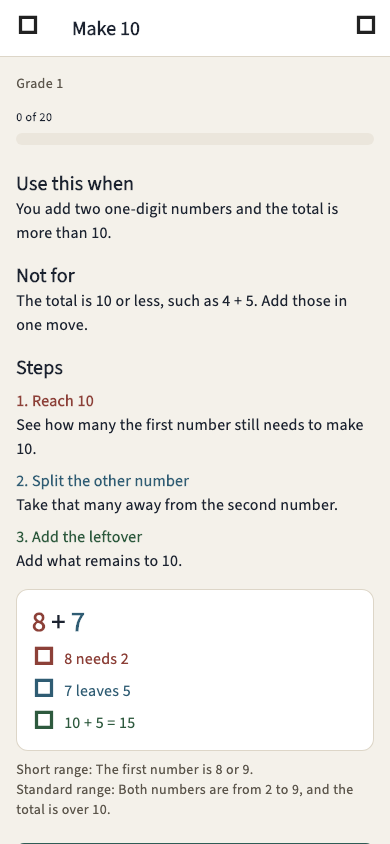 Make 10
Grade 1
0 of 20
Use this when
You add two one-digit numbers and the total is
more than 10.
Not for
The total is 10 or less, such as 4 + 5. Add those in
one move.
Steps
1. Reach 10
See how many the first number still needs to make
10.
2. Split the other number
Take that many away from the second number.
3. Add the leftover
Add what remains to 10.
8 + 7
8 needs 2
7 leaves 5
10 + 5 = 15
Short range: The first number is 8 or 9.
Standard range: Both numbers are from 2 to 9, and the
total is over 10.